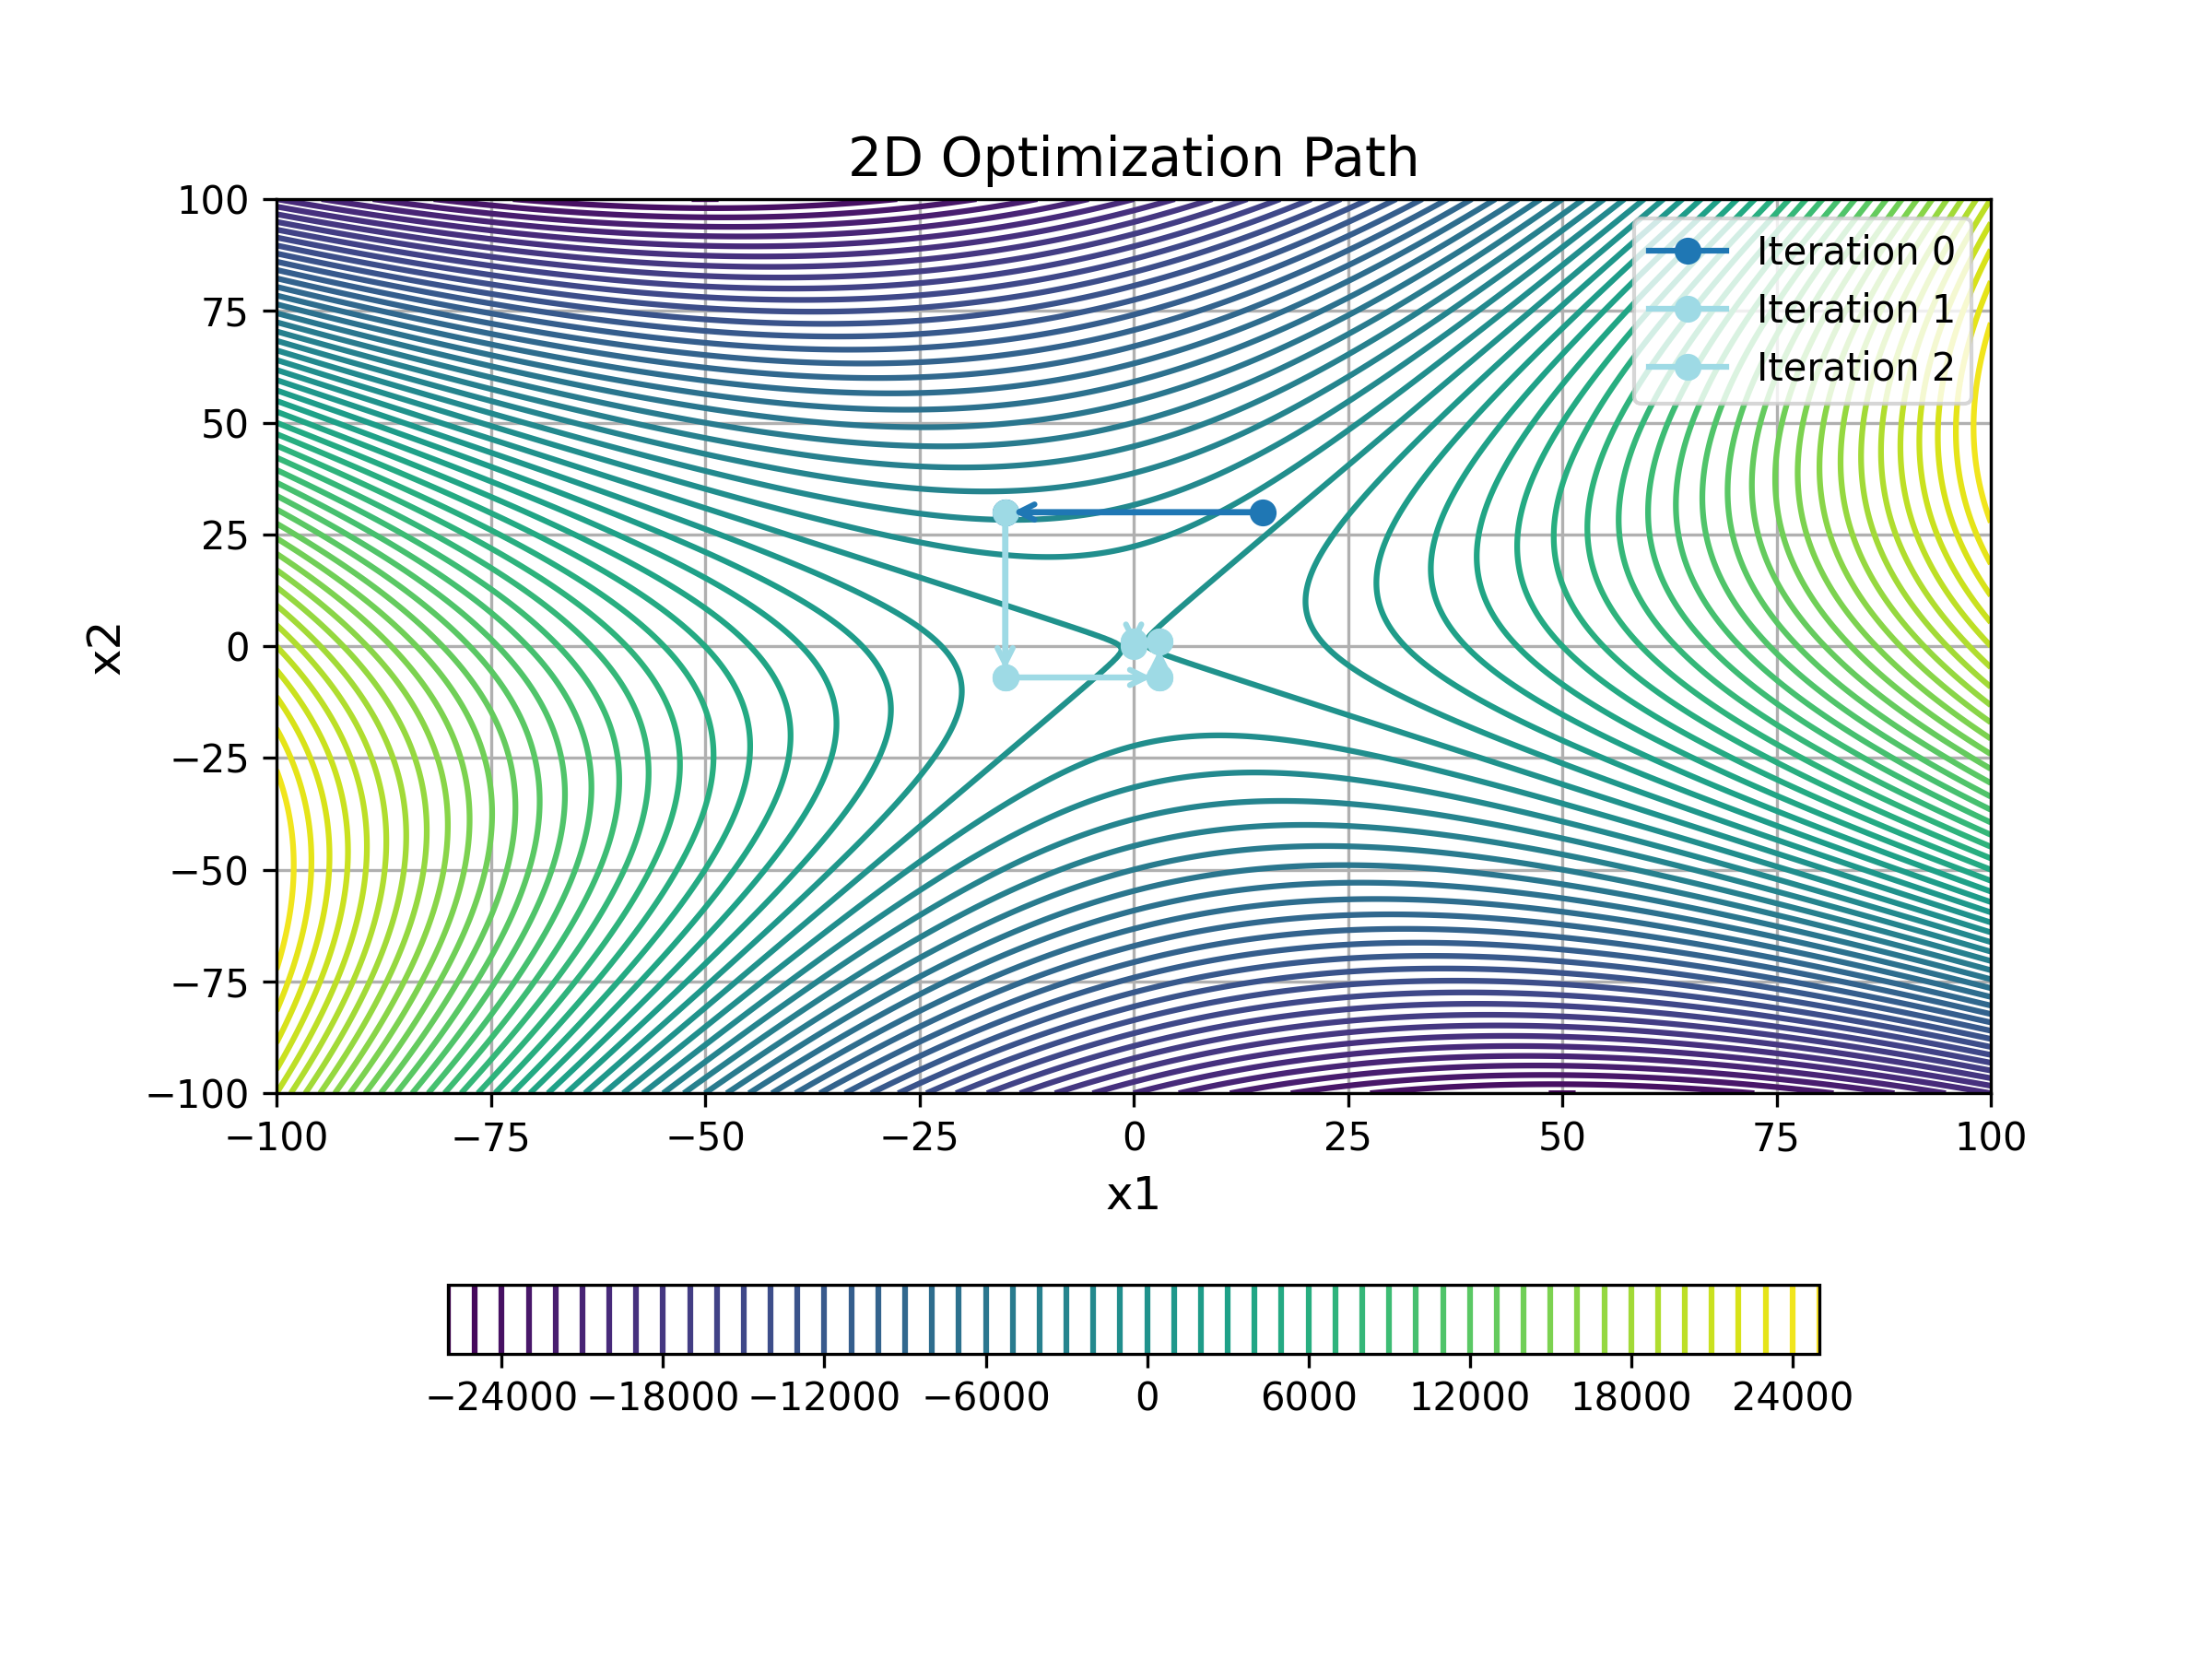 2D Optimization Path
100
75
50
25
0
−25
−50
−75
−100
x2
Iteration 0
Iteration 1
Iteration 2
−100 −75 −50 −25 0 25 50 75 100
x1
−24000 −18000 −12000 −6000 0 6000 12000 18000 24000